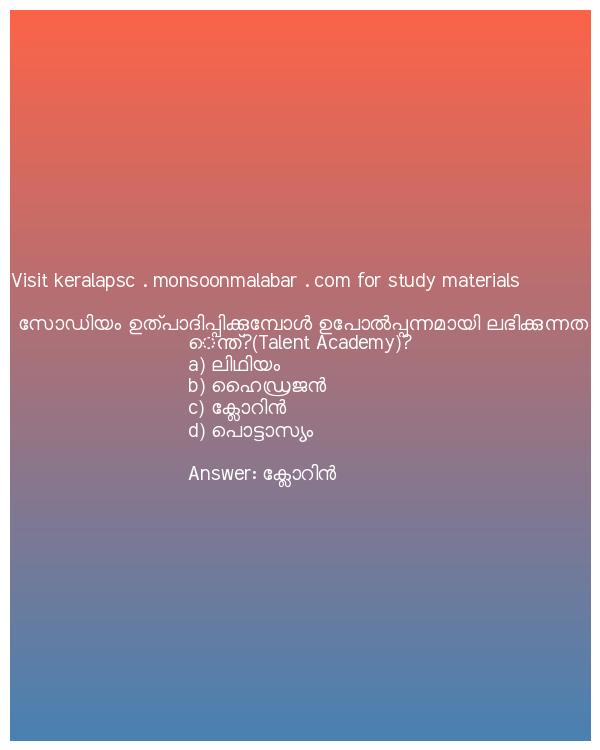 Visit keralapsc . monsoonmalabar . com for study materials
സോഡിയം ഉത്പാദിപ്പിക്കുമ്പോൾ ഉപോൽപ്പന്നമായി ലഭിക്കുന്നത
െന്ത്?(Talent Academy)?
a) ലിഥിയം
b) ഹൈഡ്രജൻ
c) ക്ലോറിൻ
d) പൊട്ടാസ്യം
Answer: ക്ലോറിൻ